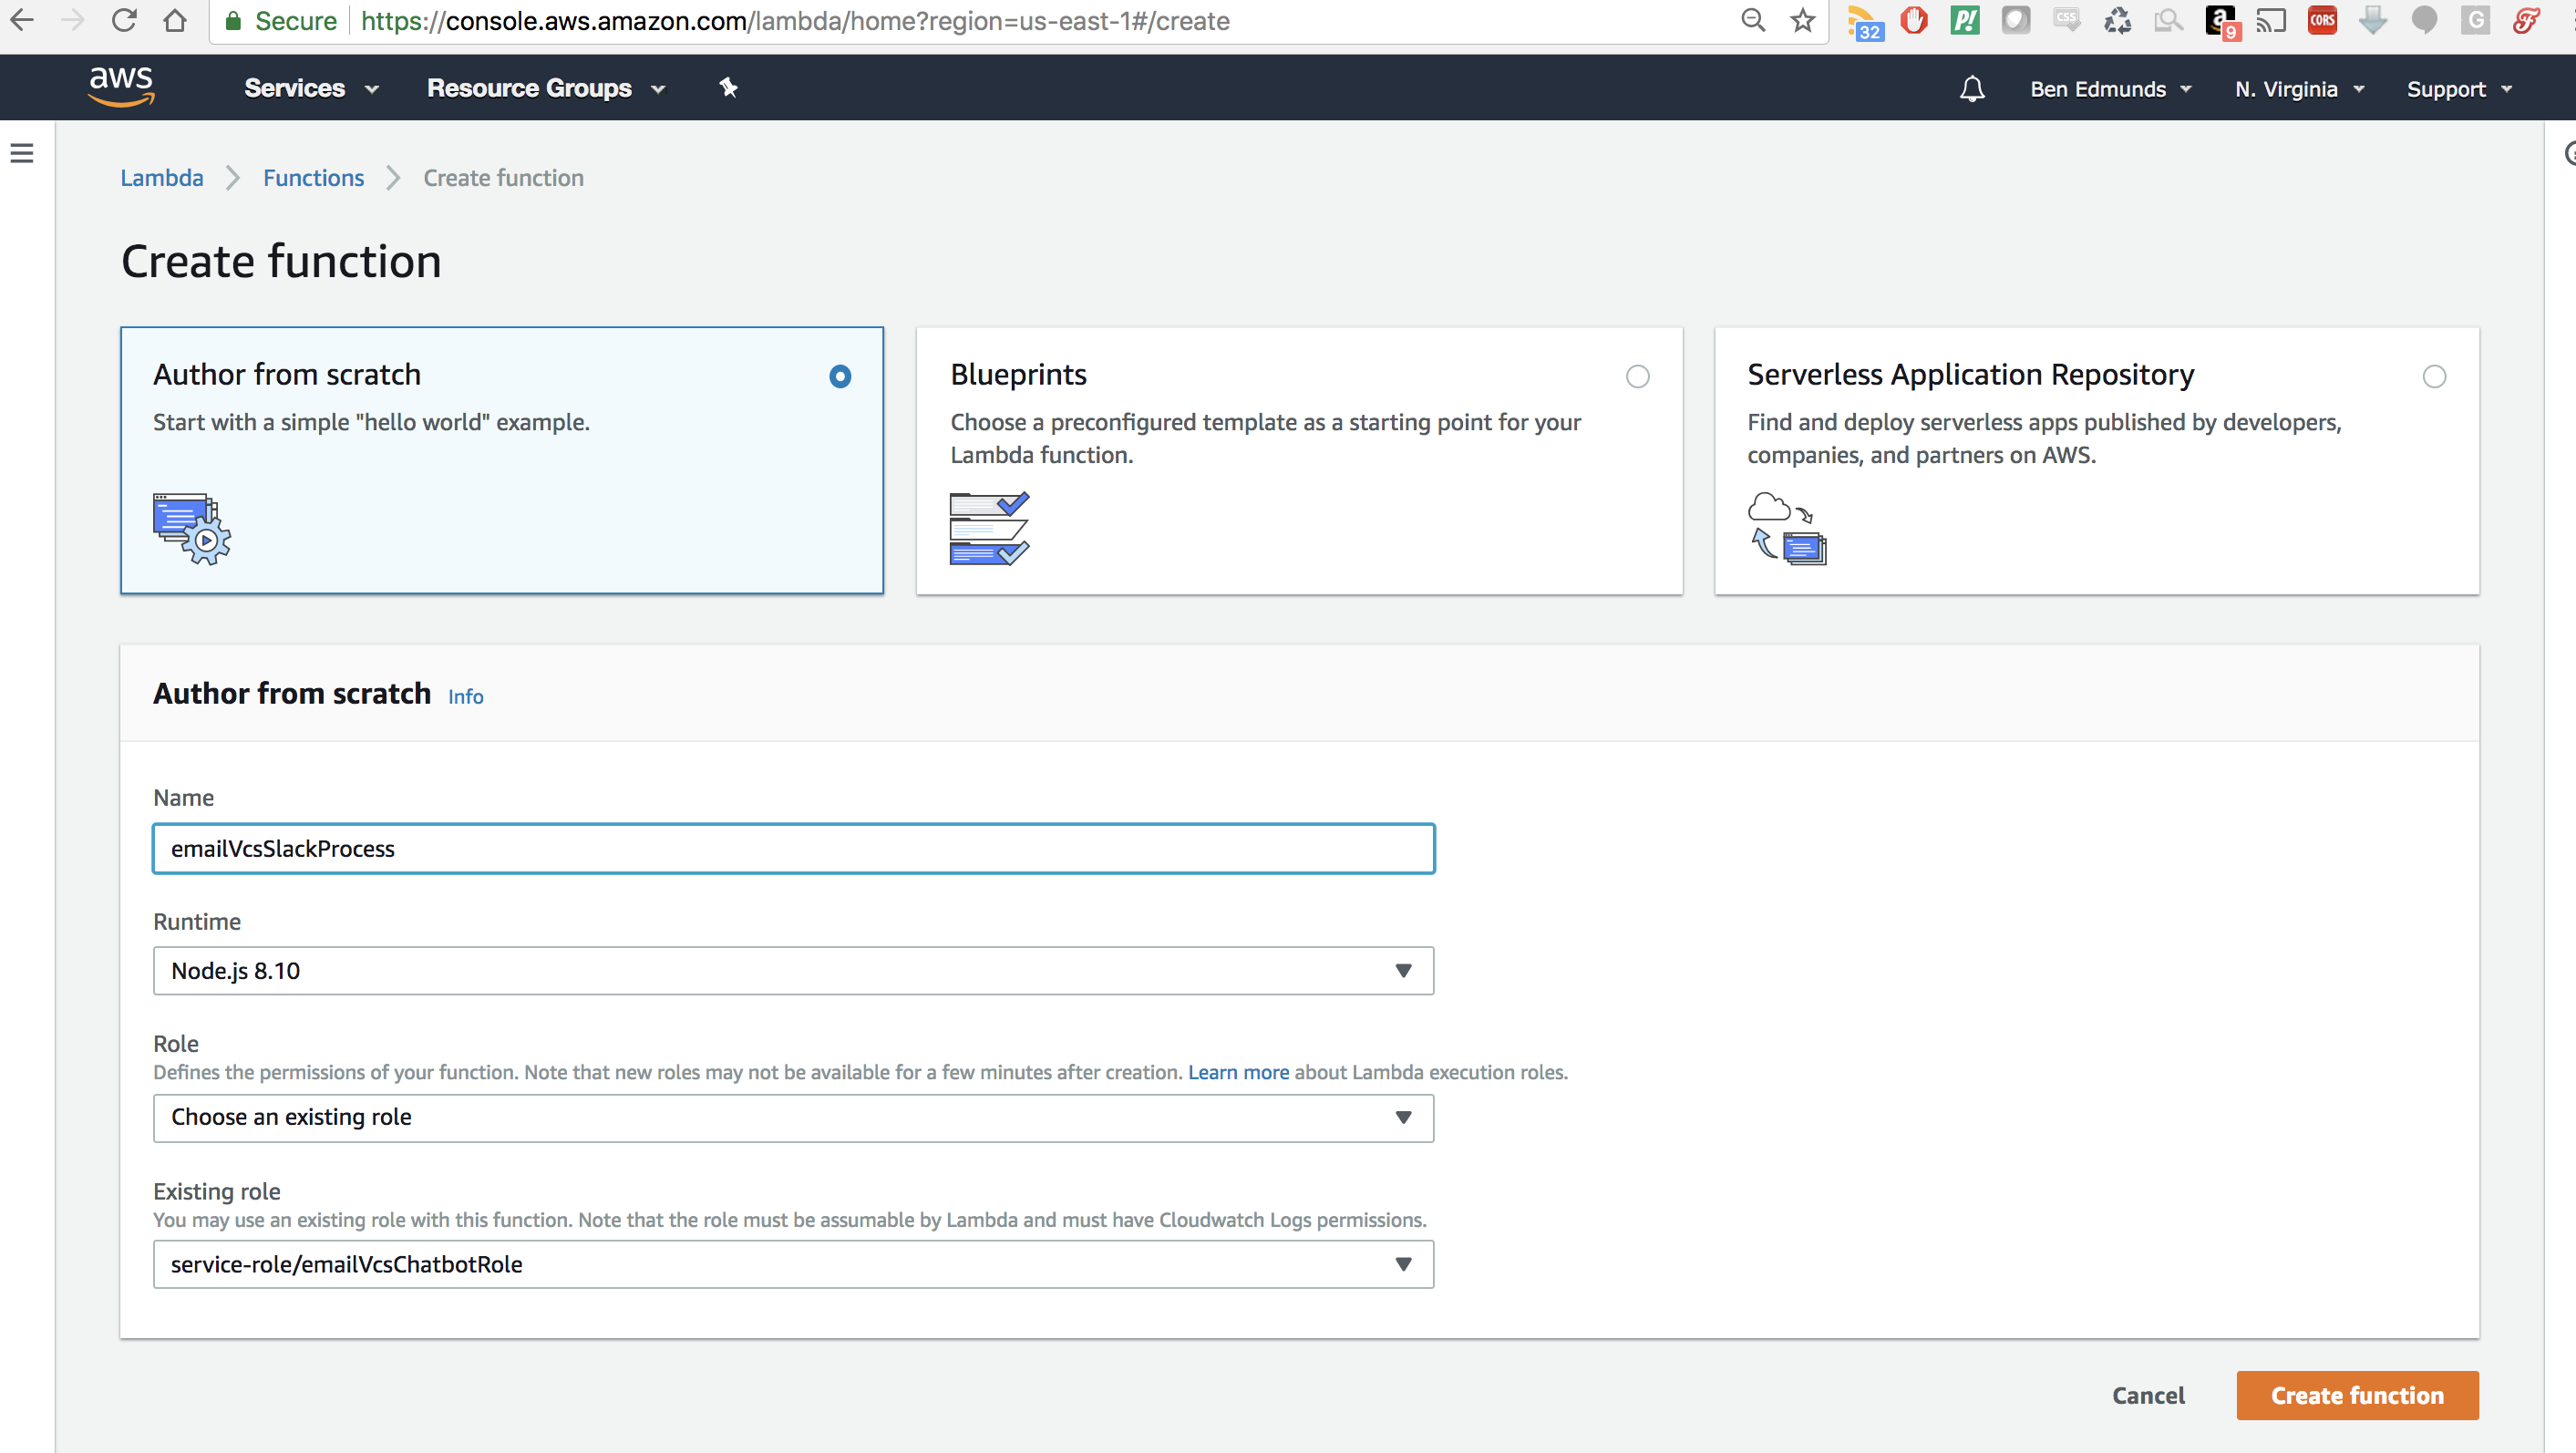 Secure https://console.aws.amazon.com/lambda/home?region=us-east-1#/create
32
P!
CSS
a
9
CORS
G
F
aws Services Resource Groups Ben Edmunds N. Virginia Support
Lambda Functions Create function
Create function
Author from scratch
Start with a simple "hello world" example.
Blueprints
Choose a preconfigured template as a starting point for your
Lambda function.
Serverless Application Repository
Find and deploy serverless apps published by developers,
companies, and partners on AWS.
Author from scratch Info
Name
emailVcsSlackProcess
Runtime
Node.js 8.10
Role
Defines the permissions of your function. Note that new roles may not be available for a few minutes after creation. Learn more about Lambda execution roles.
Choose an existing role
Existing role
You may use an existing role with this function. Note that the role must be assumable by Lambda and must have Cloudwatch Logs permissions.
service-role/emailVcsChatbotRole
Cancel Create function